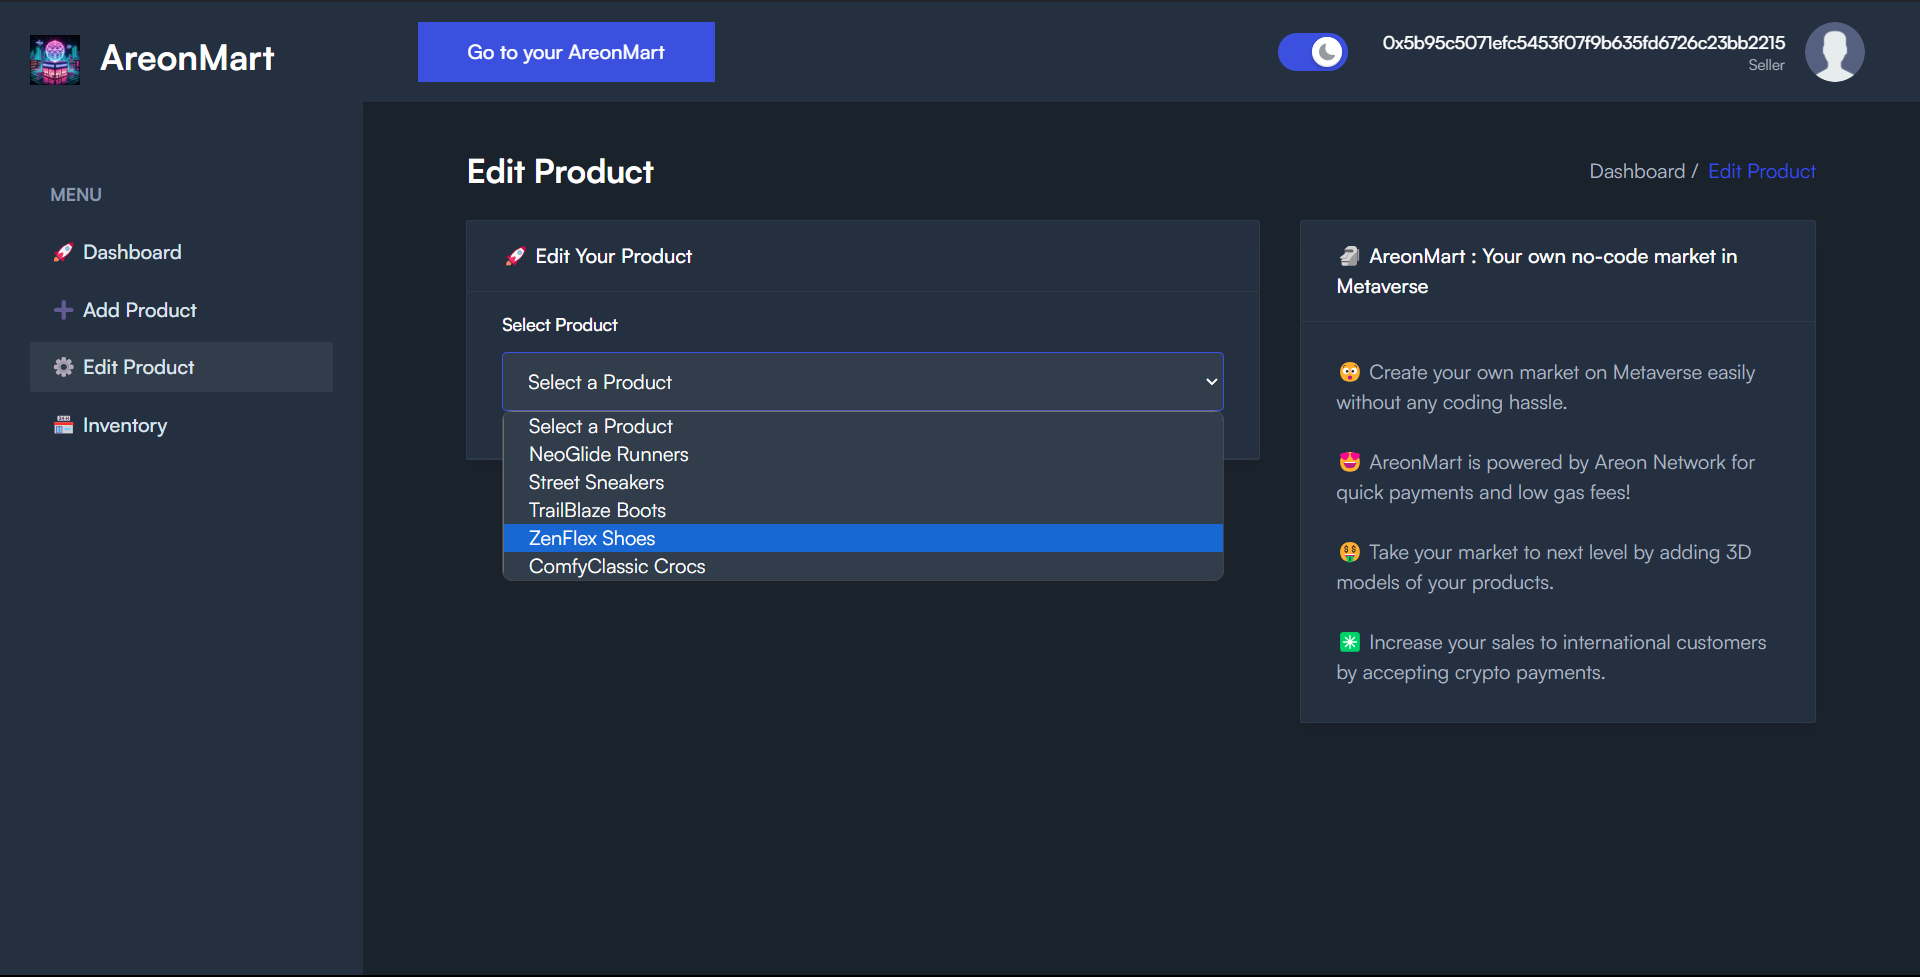 AreonMart
Go to your AreonMart
0x5b95c5071efc5453f07f9b635fd6726c23bb2215
Seller
MENU
Dashboard
Add Product
Edit Product
Inventory
Edit Product
Dashboard / Edit Product
Edit Your Product
Select Product
Select a Product
Select a Product
NeoGlide Runners
Street Sneakers
TrailBlaze Boots
ZenFlex Shoes
ComfyClassic Crocs
AreonMart : Your own no-code market in
Metaverse
Create your own market on Metaverse easily
without any coding hassle.
AreonMart is powered by Areon Network for
quick payments and low gas fees!
Take your market to next level by adding 3D
models of your products.
Increase your sales to international customers
by accepting crypto payments.